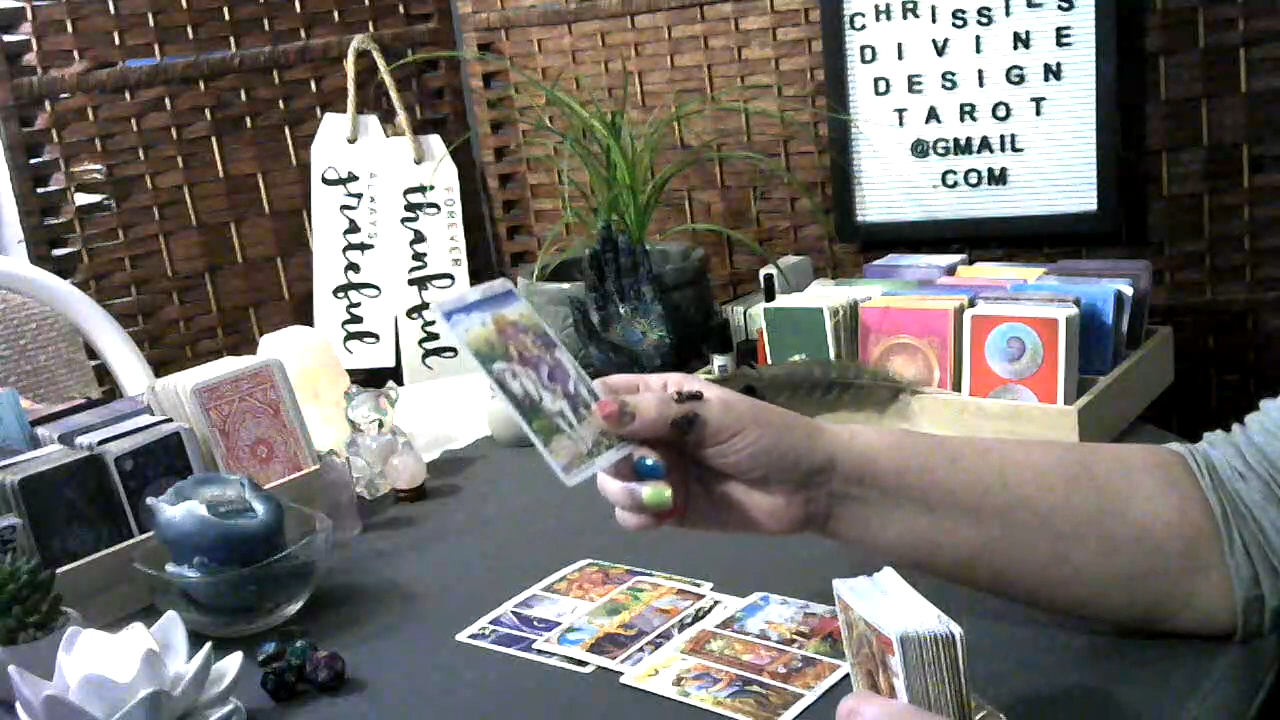 CHRISSIES
DIVINE
DESIGN
TAROT
@GMAIL
.COM
ALWAYS
grateful
FOREVER
thankful